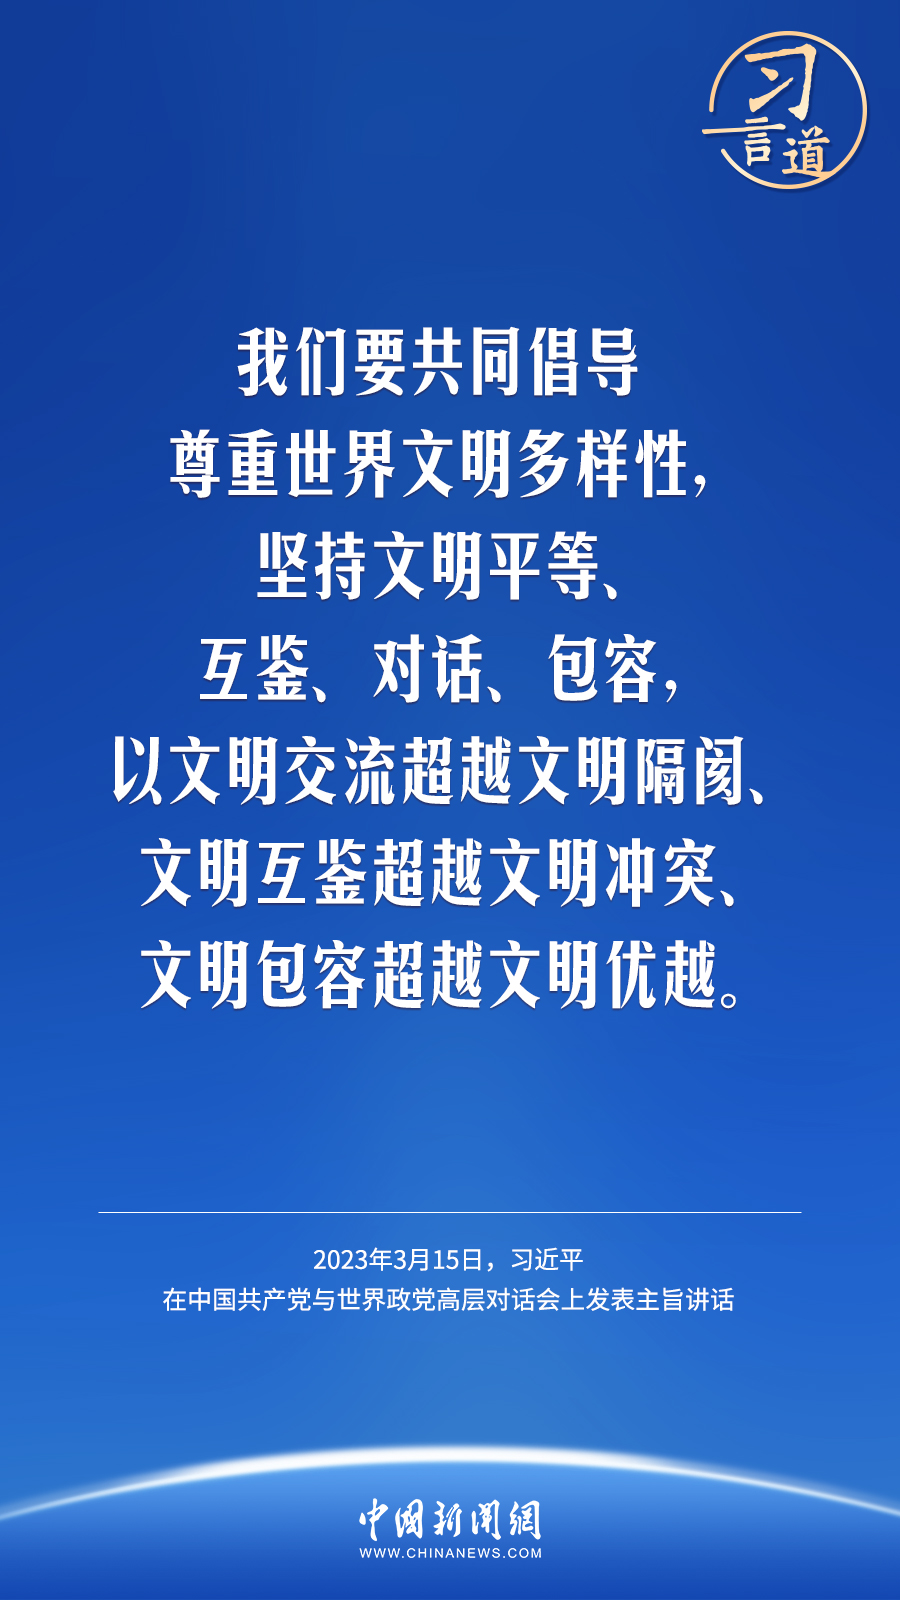 习
言道
我们要共同倡导
尊重世界文明多样性，
坚持文明平等、
互鉴、对话、包容，
以文明交流超越文明隔阂、
文明互鉴超越文明冲突、
文明包容超越文明优越。
2023年3月15日，习近平
在中国共产党与世界政党高层对话会上发表主旨讲话
中國新聞網
WWW.CHINANEWS.COM